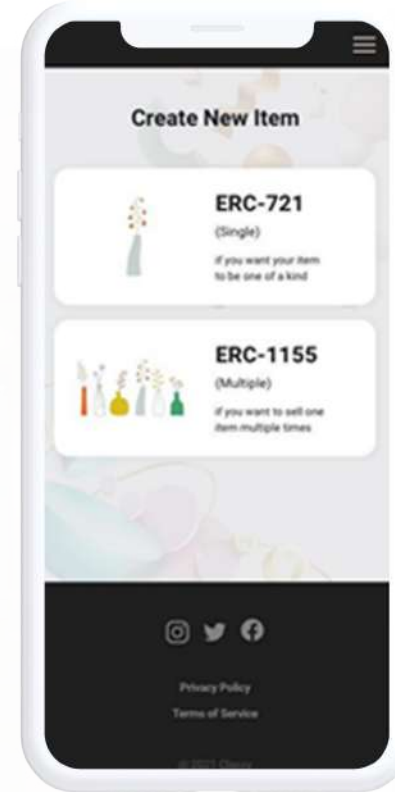 Create New Item
ERC-721
(Single)
if you want your item
to be one of a kind
ERC-1155
(Multiple)
if you want to sell one
item multiple times
Privacy Policy
Terms of Service
© 2021